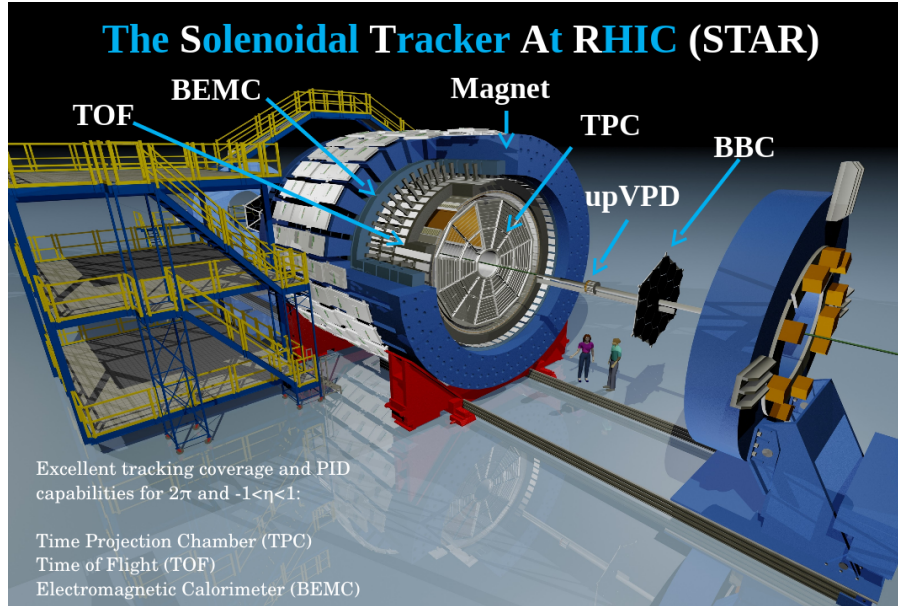 The Solenoidal Tracker At RHIC (STAR)
BEMC
Magnet
TOF
TPC
BBC
upVPD
Excellent tracking coverage and PID
capabilities for 2π and -1<η<1:
Time Projection Chamber (TPC)
Time of Flight (TOF)
Electromagnetic Calorimeter (BEMC)